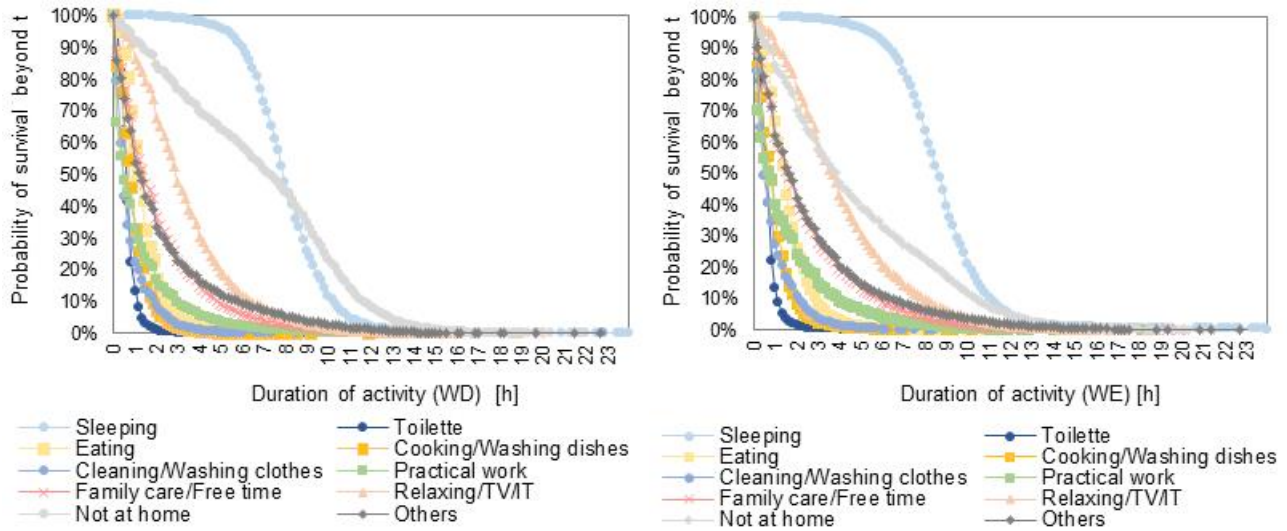 Probability of survival beyond t
100%
90%
80%
70%
60%
50%
40%
30%
20%
10%
0%
0 1 2 3 4 5 6 7 8 9 10 11 12 13 14 15 16 17 18 19 20 21 22 23
Duration of activity (WD) [h]
Sleeping Toilette
Eating Cooking/Washing dishes
Cleaning/Washing clothes Practical work
Family care/Free time Relaxing/TV/IT
Not at home Others
Probability of survival beyond t
100%
90%
80%
70%
60%
50%
40%
30%
20%
10%
0%
0 1 2 3 4 5 6 7 8 9 10 11 12 13 14 15 16 17 18 19 20 21 22 23
Duration of activity (WE) [h]
Sleeping Toilette
Eating Cooking/Washing dishes
Cleaning/Washing clothes Practical work
Family care/Free time Relaxing/TV/IT
Not at home Others